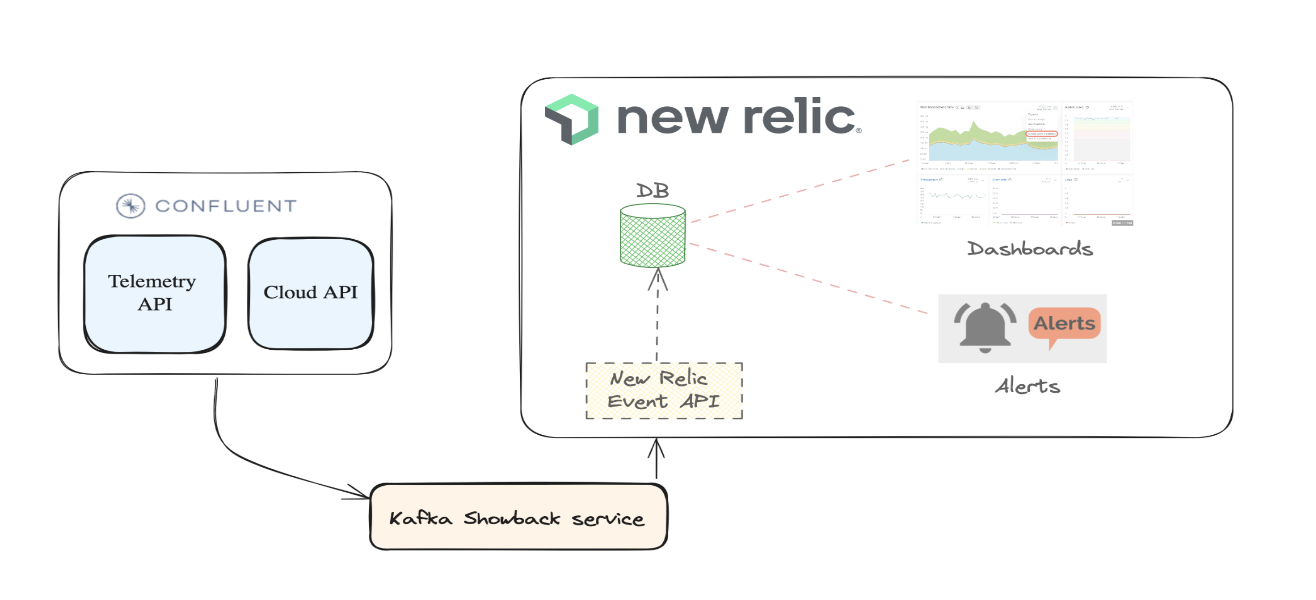 new relic
CONFLUENT
Telemetry
API
Cloud API
DB
Dashboards
Alerts
Alerts
New Relic
Event API
Kafka Showback service